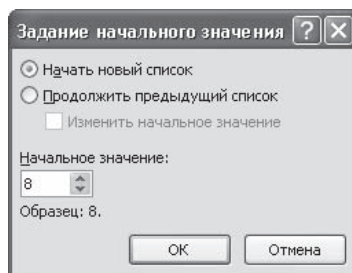 Задание начального значения
Начать новый список
Продолжить предыдущий список
Изменить начальное значение
Начальное значение:
8
Образец: 8.
ОК Отмена